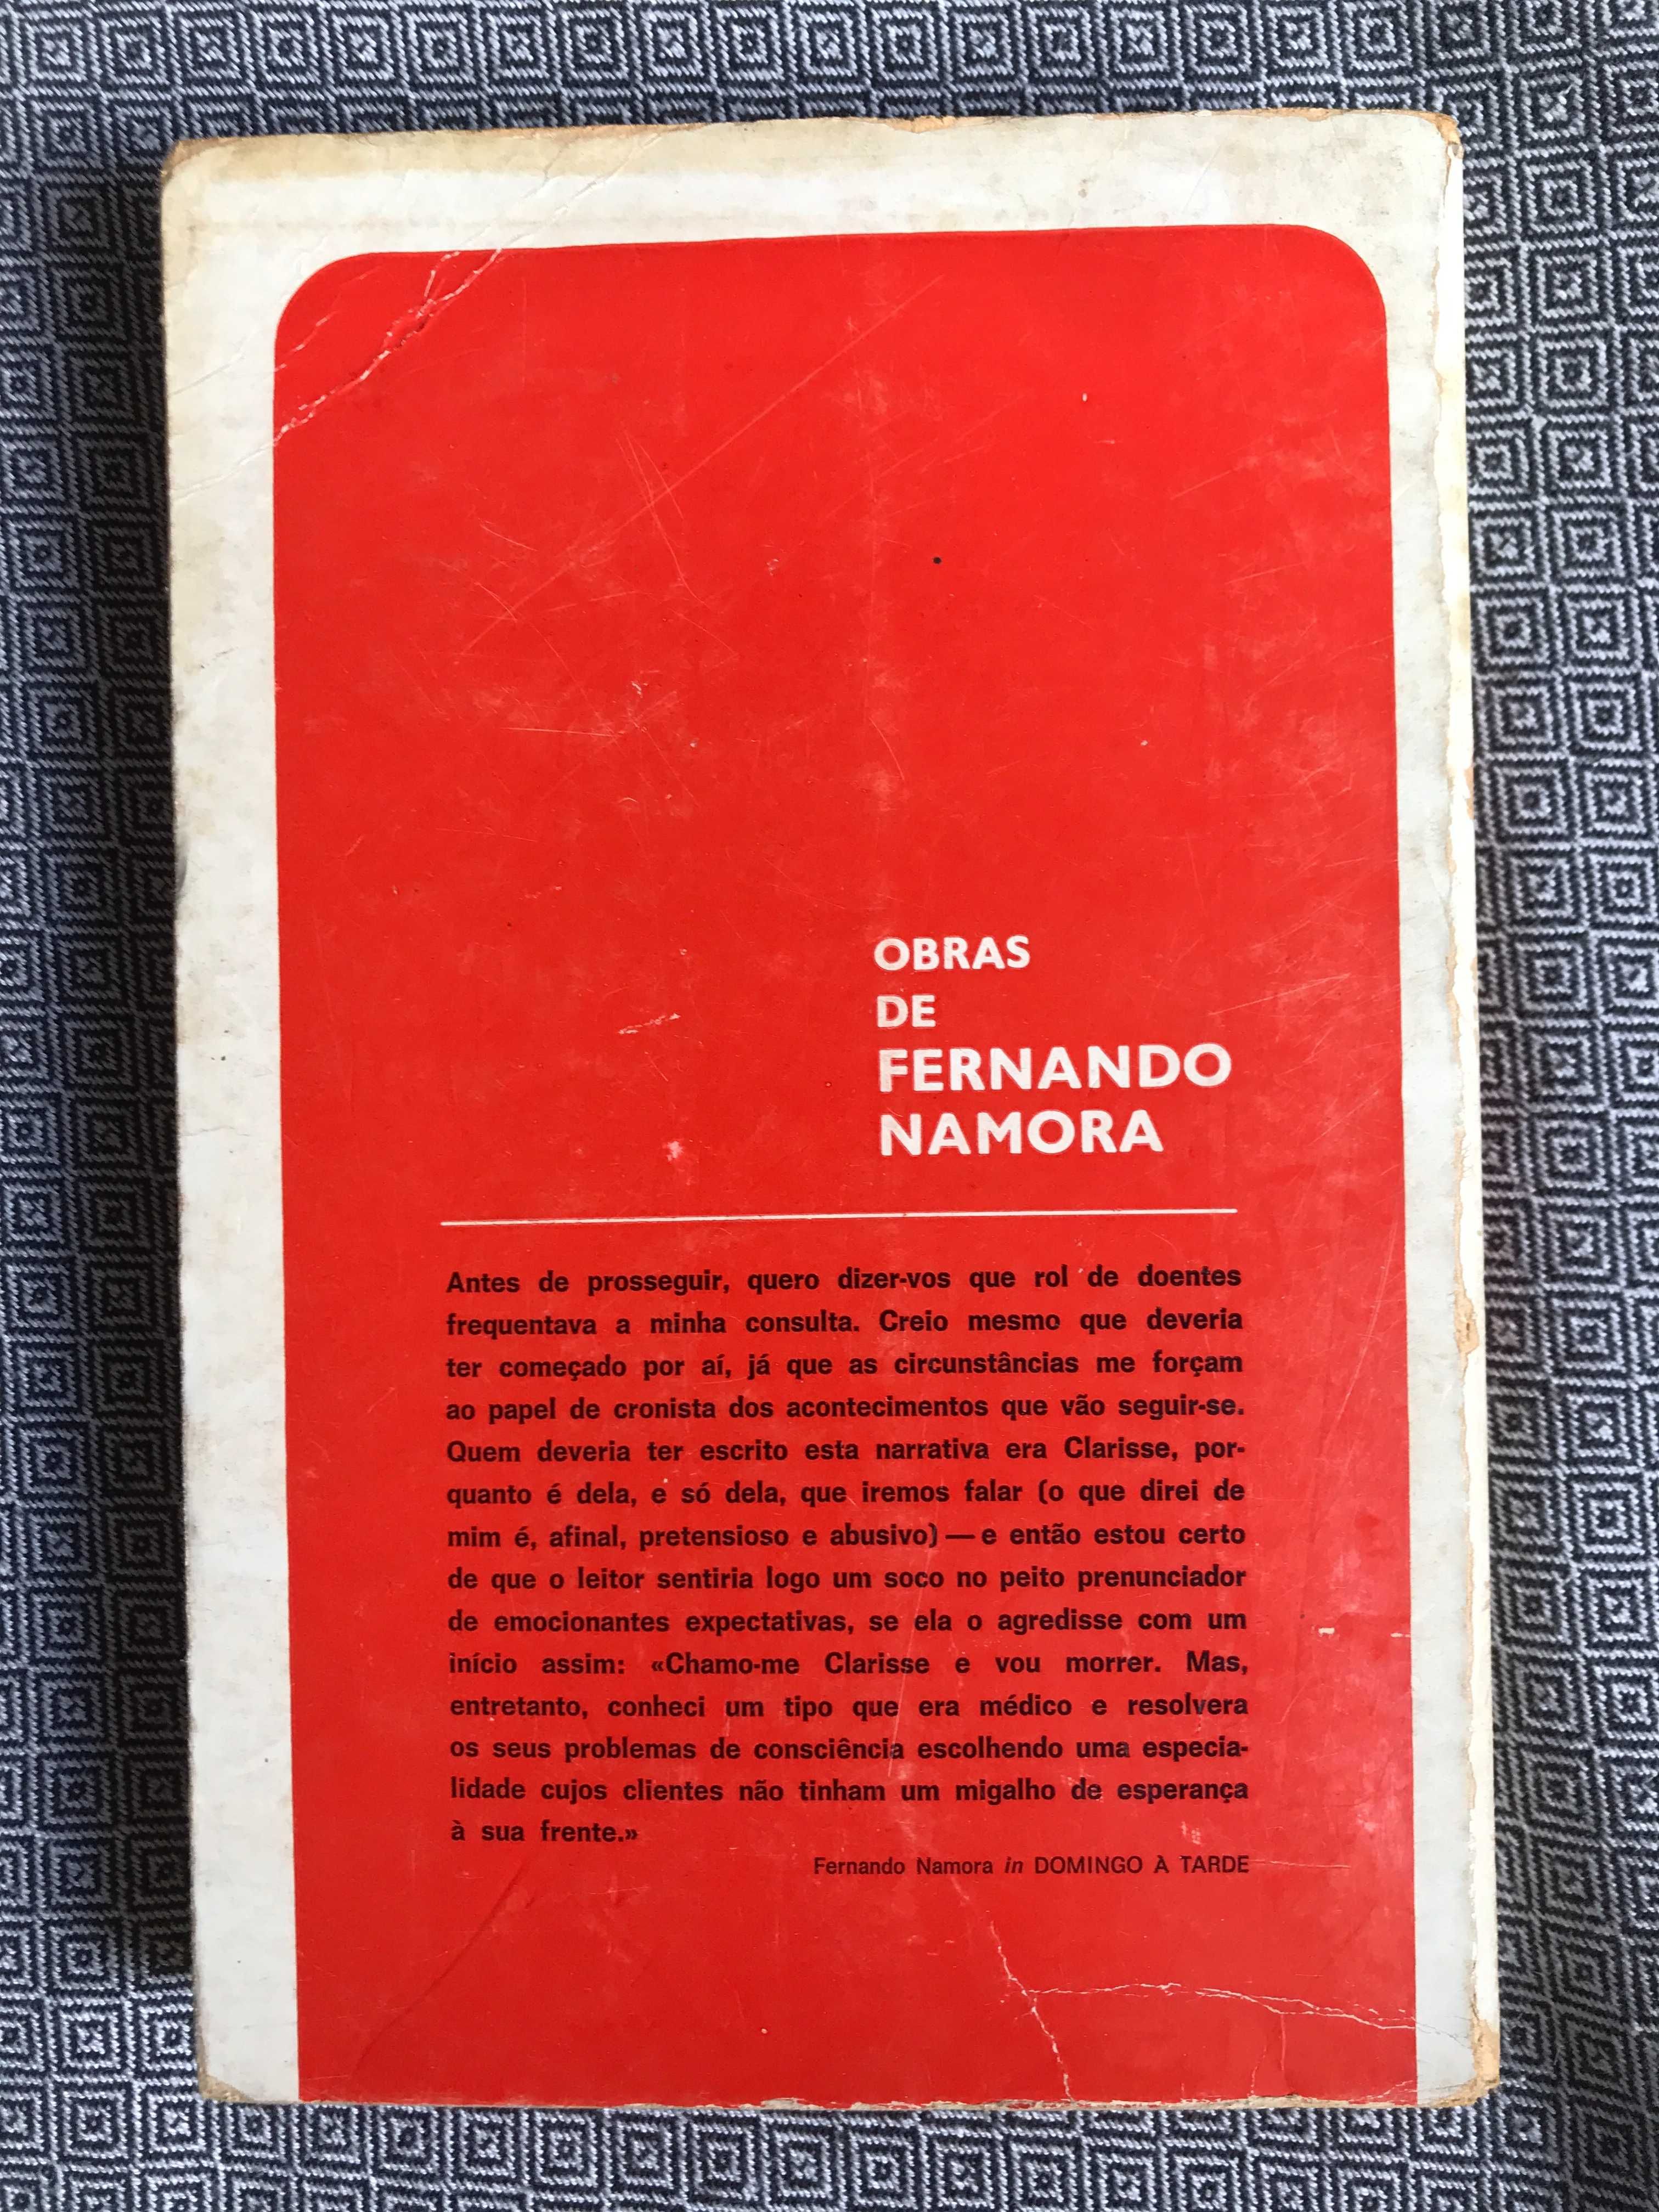 OBRAS
DE
FERNANDO
NAMORA
Antes de prosseguir, quero dizer-vos que rol de doentes
frequentava a minha consulta. Creio mesmo que deveria
ter começado por aí, já que as circunstâncias me forçam
ao papel de cronista dos acontecimentos que vão seguir-se.
Quem deveria ter escrito esta narrativa era Clarisse, por-
quanto é dela, e só dela, que iremos falar (o que direi de
mim é, afinal, pretensioso e abusivo) — e então estou certo
de que o leitor sentiria logo um soco no peito prenunciador
de emocionantes expectativas, se ela o agredisse com um
início assim: «Chamo-me Clarisse e vou morrer. Mas,
entretanto, conheci um tipo que era médico e resolvera
os seus problemas de consciência escolhendo uma especia-
lidade cujos clientes não tinham um migalho de esperança
à sua frente.»
Fernando Namora in DOMINGO À TARDE